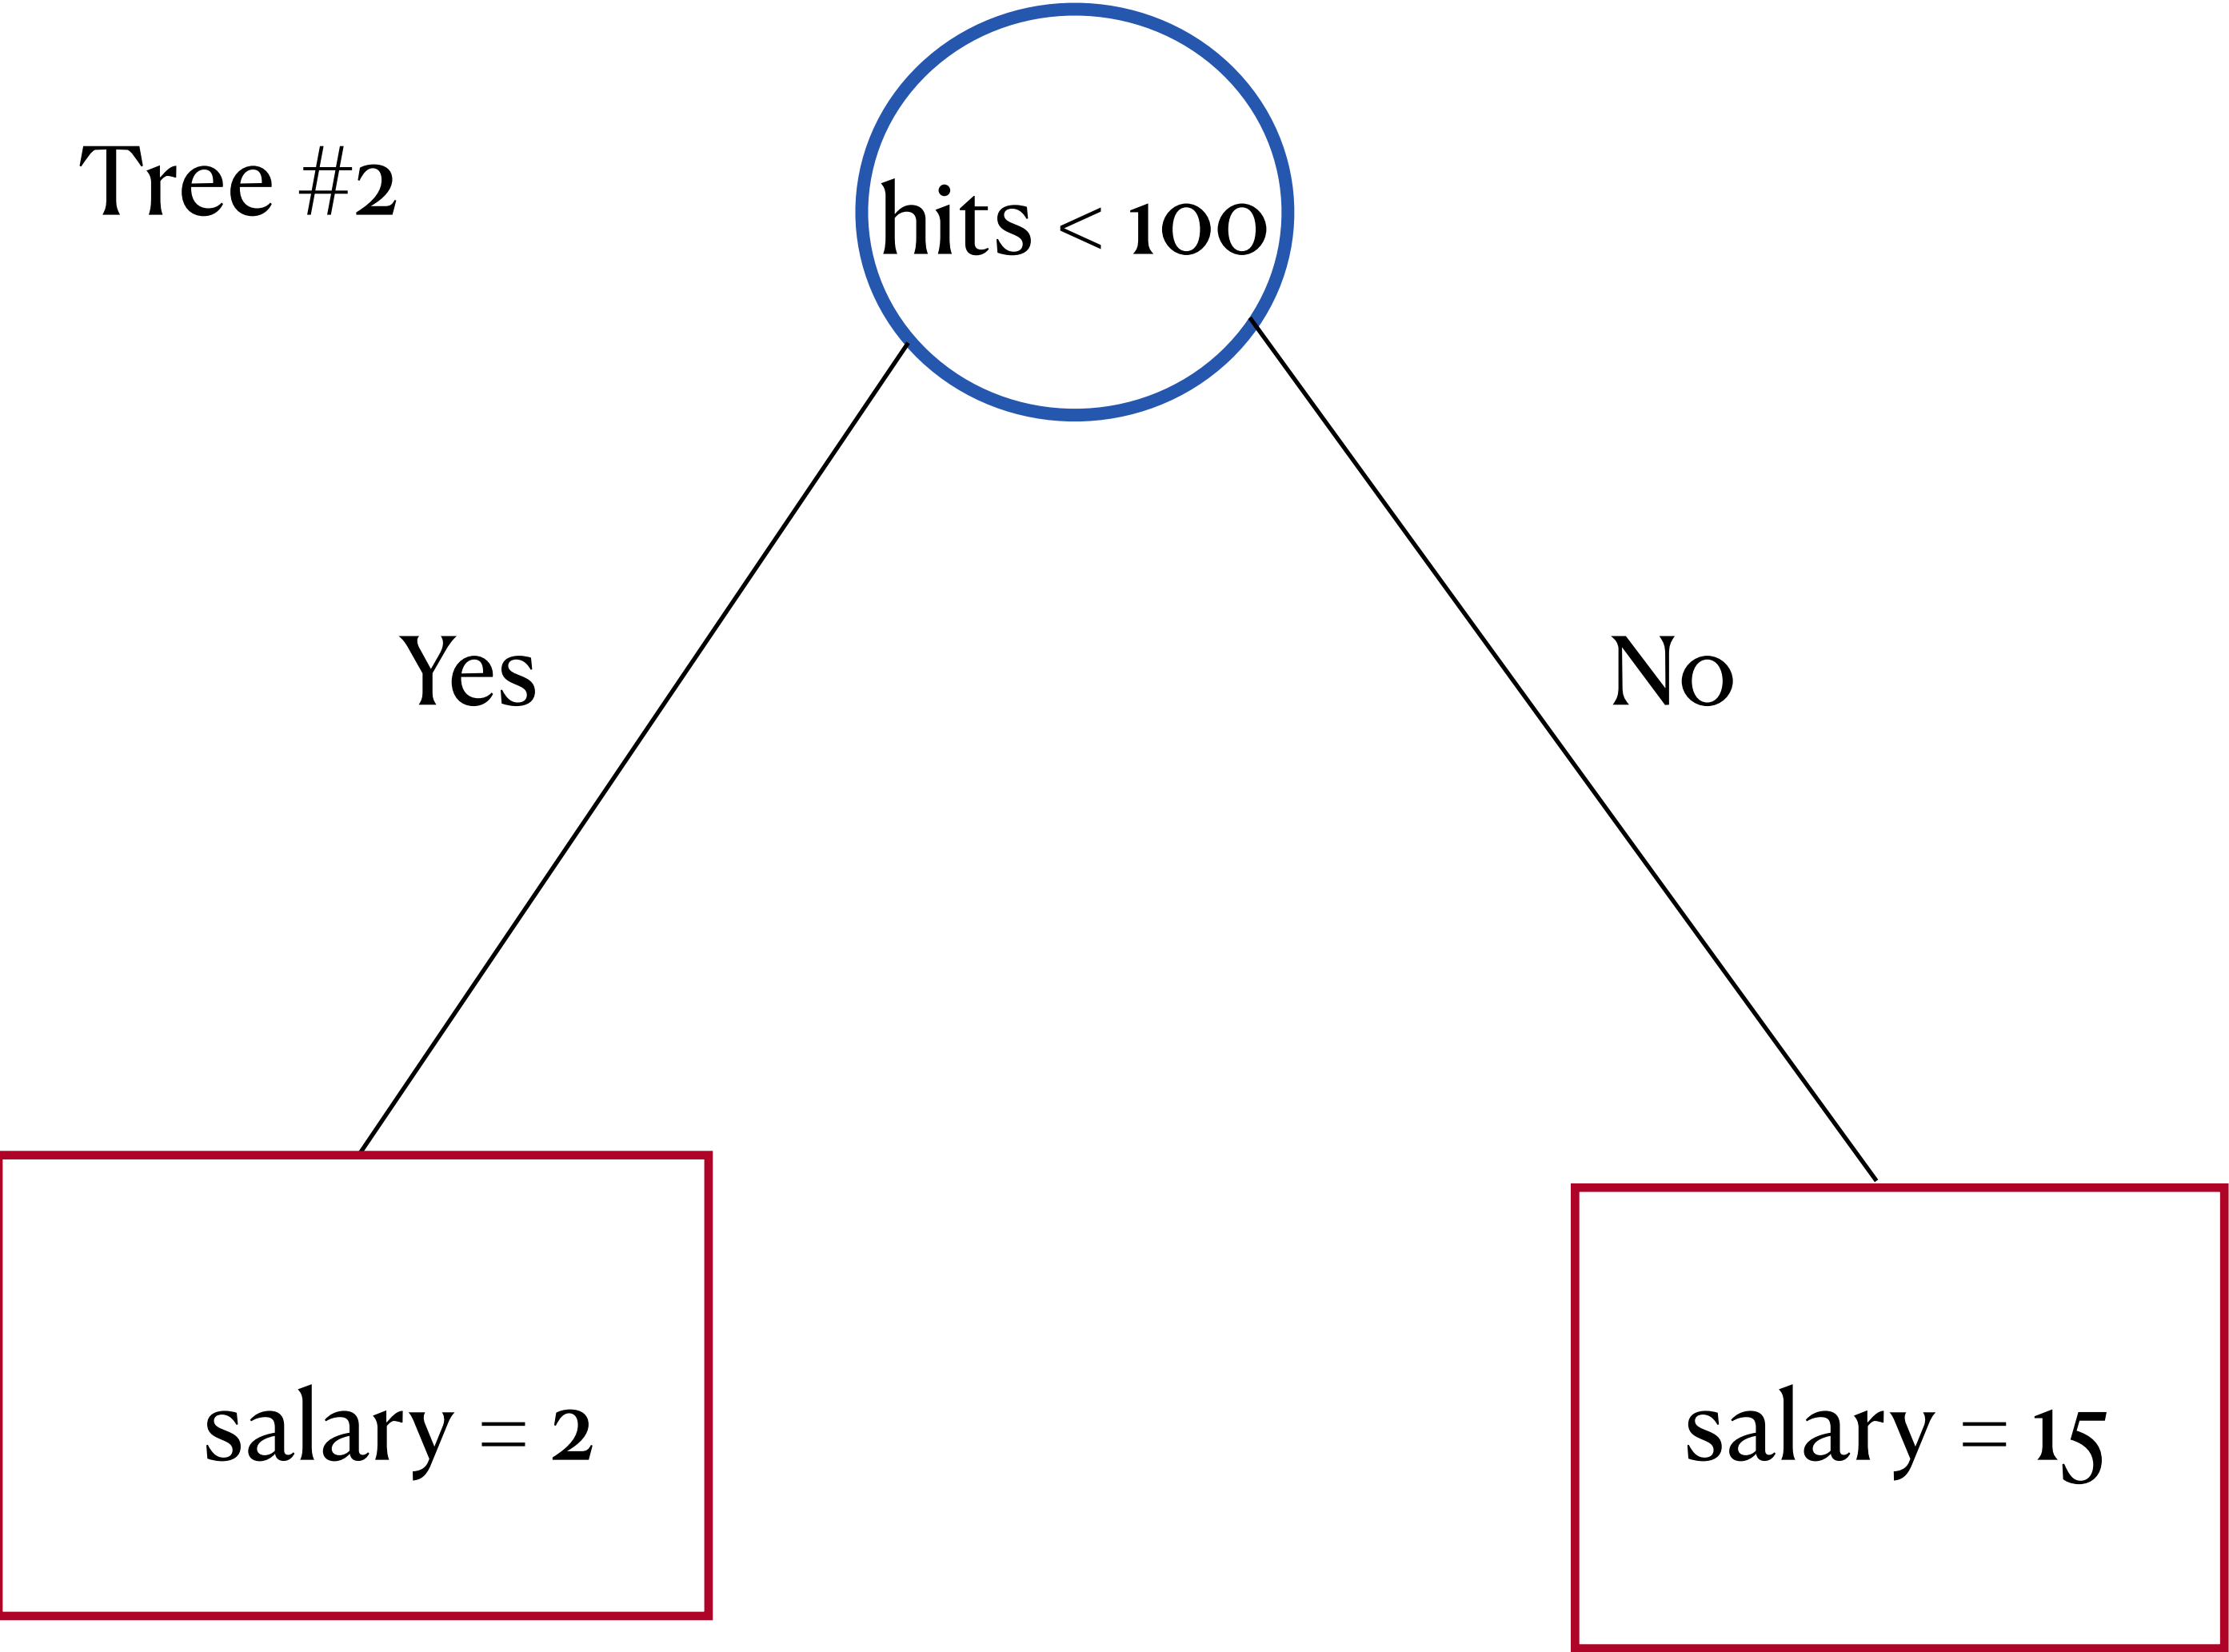 Tree #2
hits < 100
Yes
No
salary = 2
salary = 15